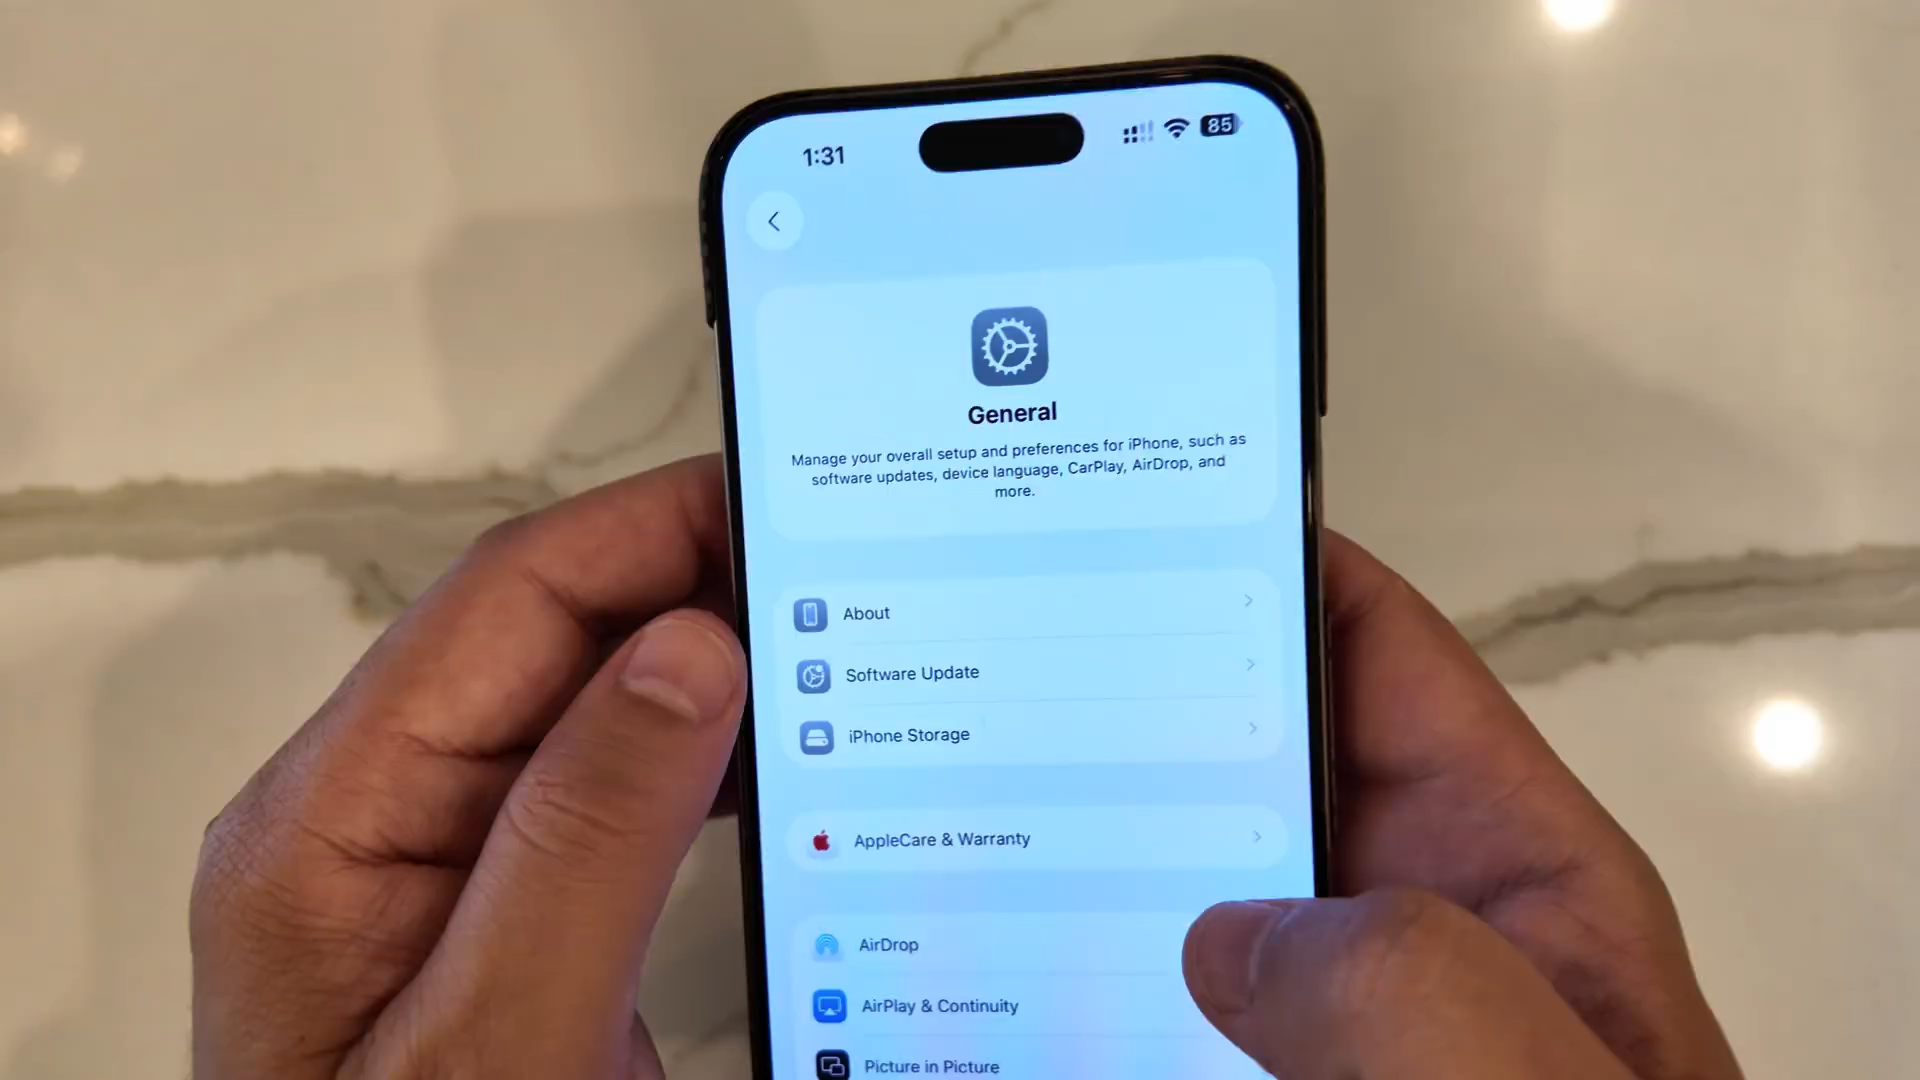 1:31
85
General
Manage your overall setup and preferences for iPhone, such as
software updates, device language, CarPlay, AirDrop, and
more.
About
Software Update
iPhone Storage
AppleCare & Warranty
AirDrop
AirPlay & Continuity
Picture in Picture